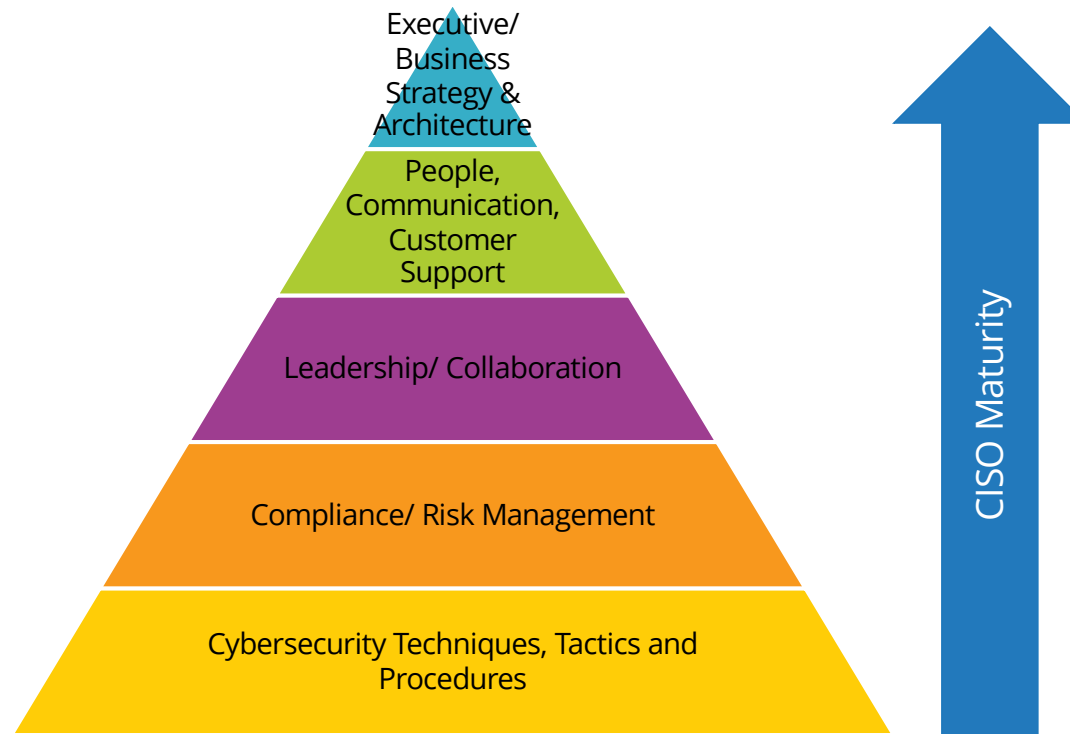 Executive/
Business
Strategy &
Architecture
People,
Communication,
Customer
Support
Leadership/ Collaboration
Compliance/ Risk Management
Cybersecurity Techniques, Tactics and
Procedures
CISO Maturity